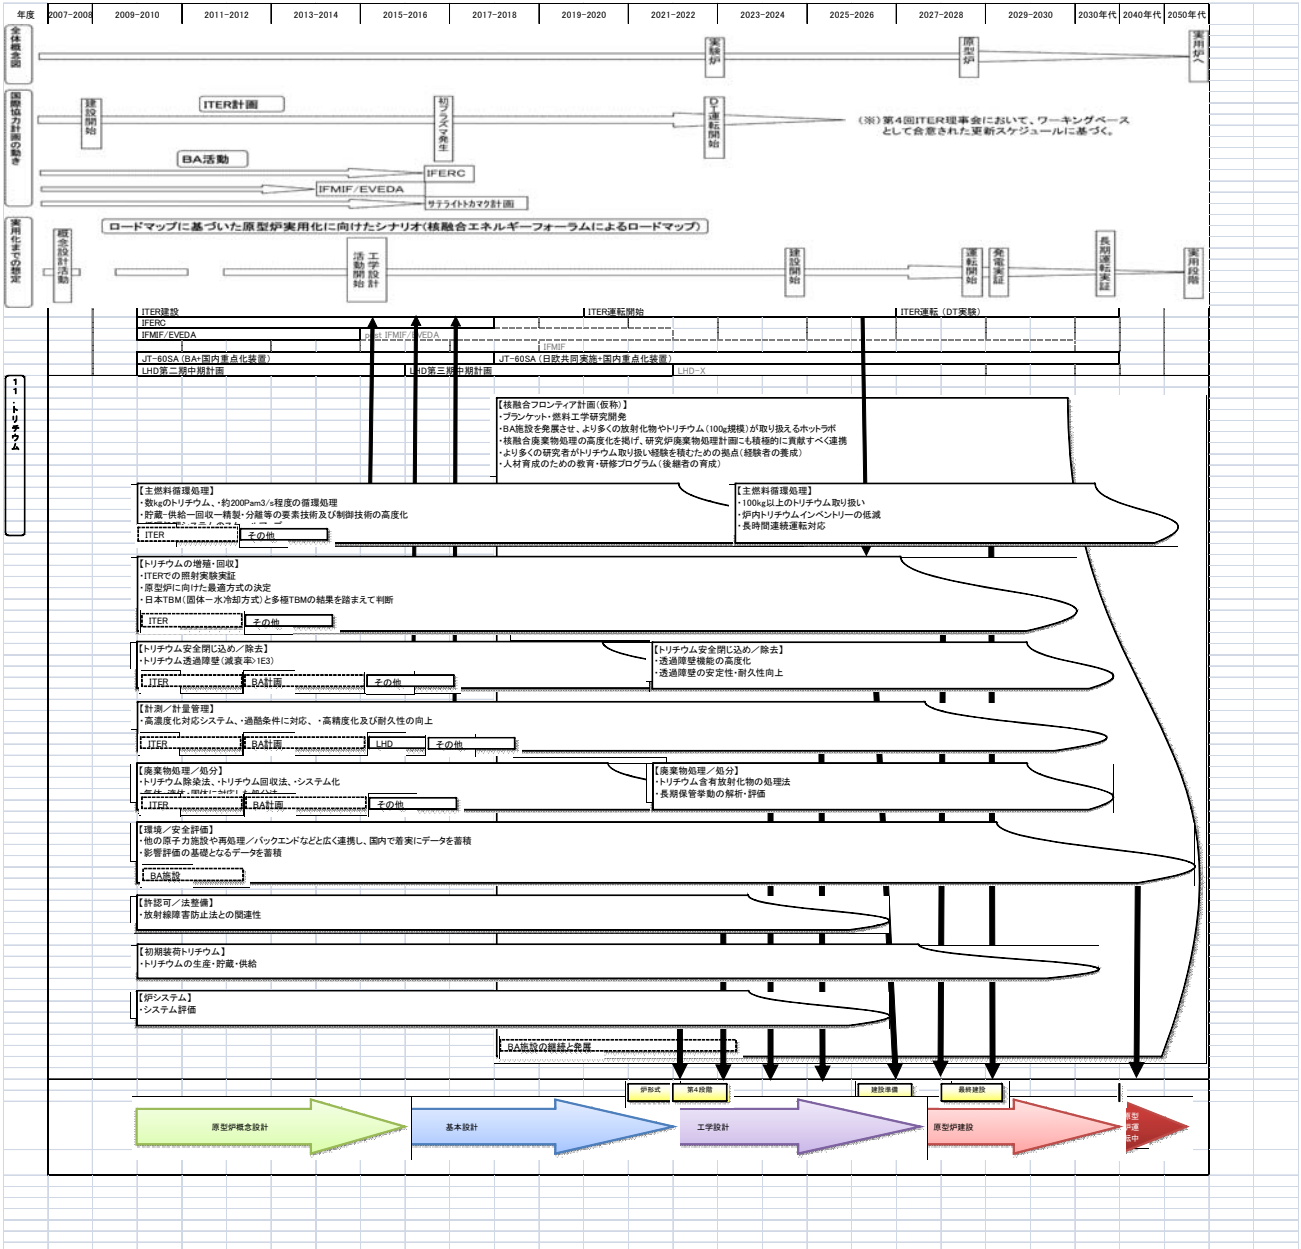 年度
2007-2008
2009-2010
2011-2012
2013-2014
2015-2016
2017-2018
2019-2020
2021-2022
2023-2024
2025-2026
2027-2028
2029-2030
2030年代
2040年代
2050年代
全体概念図
実験炉
原型炉
実用炉へ
国際協力計画の動き
ITER計画
建設開始
初プラズマ発生
DT運転開始
(※)第4回ITER理事会において、ワーキングベース
として合意された更新スケジュールに基づく。
BA活動
IFERC
IFMIF/EVEDA
サテライトトカマク計画
実用化までの想定
ロードマップに基づいた原型炉実用化に向けたシナリオ(核融合エネルギーフォーラムによるロードマップ)
概念設計活動
工学設計
活動開始
建設開始
運転開始
発電実証
長期運転実証
実用段階
ITER建設
ITER運転開始
ITER運転（DT実験）
IFERC
IFMIF/EVEDA
post IFMIF/EVEDA
IFMIF
JT-60SA（BA+国内重点化装置）
JT-60SA（日欧共同実施+国内重点化装置）
LHD第二期中期計画
LHD第三期中期計画
LHD-X
11.トリチウム
【核融合フロンティア計画(仮称)】
・ブランケット・燃料工学研究開発
・BA施設を発展させ、より多くの放射化物やトリチウム（100g規模）が取り扱えるホットラボ
・核融合廃棄物処理の高度化を掲げ、研究炉廃棄物処理計画にも積極的に貢献すべく連携
・より多くの研究者がトリチウム取り扱い経験を積むための拠点（経験者の養成）
・人材育成のための教育・研修プログラム（後継者の育成）
【主燃料循環処理】
・数kgのトリチウム、・約200Pam3/s程度の循環処理
・貯蔵－供給－回収－精製・分離等の要素技術及び制御技術の高度化
ITER
その他
【主燃料循環処理】
・100kg以上のトリチウム取り扱い
・炉内トリチウムインベントリーの低減
・長時間連続運転対応
【トリチウムの増殖・回収】
・ITERでの照射実験実証
・原型炉に向けた最適方式の決定
・日本TBM（固体－水冷却方式）と多極TBMの結果を踏まえて判断
ITER
その他
【トリチウム安全閉じ込め／除去】
・トリチウム透過障壁（減衰率>1E3）
ITER
BA計画
その他
【トリチウム安全閉じ込め／除去】
・透過障壁機能の高度化
・透過障壁の安定性・耐久性向上
【計測／計量管理】
・高濃度化対応システム、・過酷条件に対応、・高精度化及び耐久性の向上
ITER
BA計画
LHD
その他
【廃棄物処理／処分】
・トリチウム除染法、・トリチウム回収法、・システム化
ITER
BA計画
その他
【廃棄物処理／処分】
・トリチウム含有放射化物の処理法
・長期保管挙動の解析・評価
【環境／安全評価】
・他の原子力施設や再処理／バックエンドなどと広く連携し、国内で着実にデータを蓄積
・影響評価の基礎となるデータを蓄積
BA施設
【許認可／法整備】
・放射線障害防止法との関連性
【初期装荷トリチウム】
・トリチウムの生産・貯蔵・供給
【炉システム】
・システム評価
BA施設の継続と発展
炉形式
第4段階
建設準備
最終建設
原型炉概念設計
基本設計
工学設計
原型炉建設